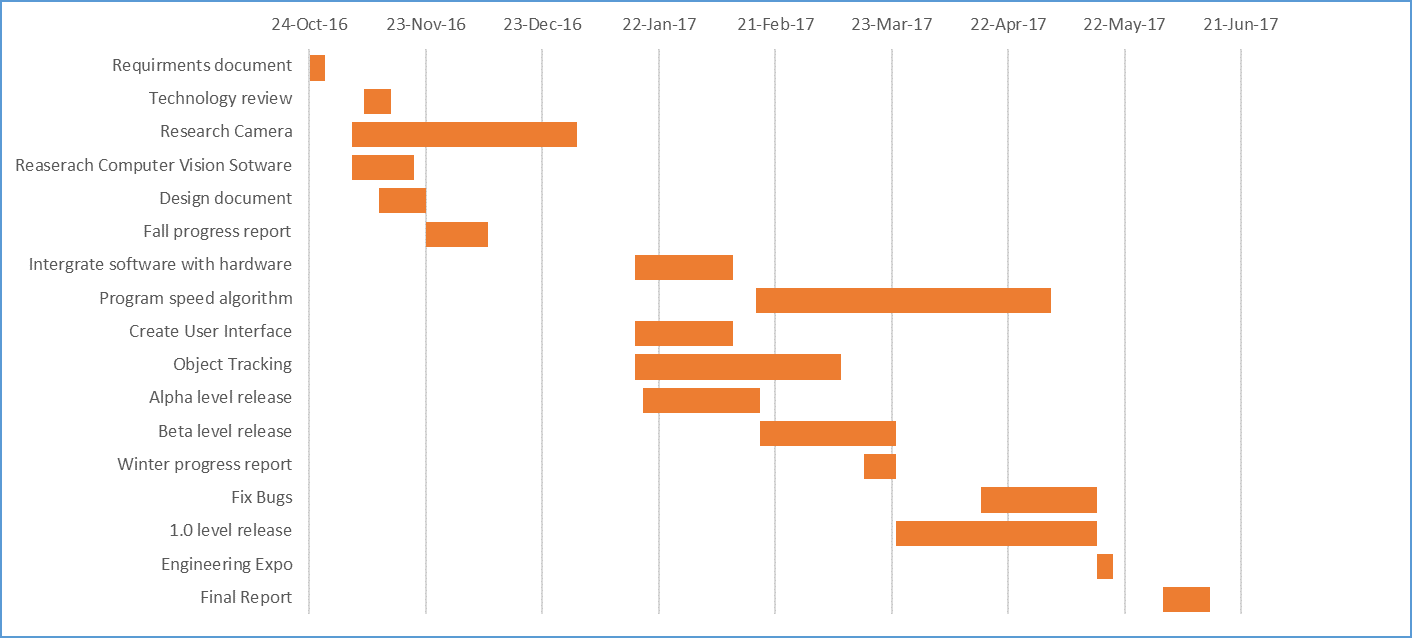 24-Oct-16 23-Nov-16 23-Dec-16 22-Jan-17 21-Feb-17 23-Mar-17 22-Apr-17 22-May-17 21-Jun-17
Requirments document
Technology review
Research Camera
Reaserach Computer Vision Sotware
Design document
Fall progress report
Intergrate software with hardware
Program speed algorithm
Create User Interface
Object Tracking
Alpha level release
Beta level release
Winter progress report
Fix Bugs
1.0 level release
Engineering Expo
Final Report